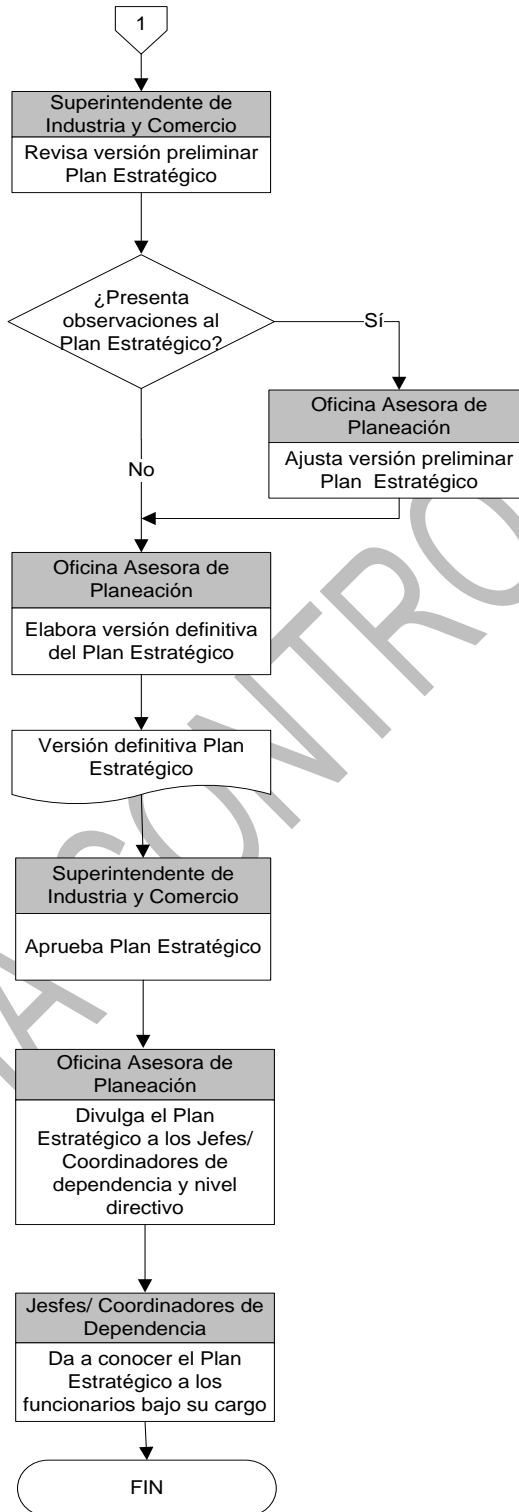 1
Superintendente de
Industria y Comercio
Revisa versión preliminar
Plan Estratégico
¿Presenta
observaciones al
Plan Estratégico?
Sí
Oficina Asesora de
Planeación
Ajusta versión preliminar
Plan Estratégico
No
Oficina Asesora de
Planeación
Elabora versión definitiva
del Plan Estratégico
Versión definitiva Plan
Estratégico
Superintendente de
Industria y Comercio
Aprueba Plan Estratégico
Oficina Asesora de
Planeación
Divulga el Plan
Estratégico a los Jefes/
Coordinadores de
dependencia y nivel
directivo
Jesfes/ Coordinadores de
Dependencia
Da a conocer el Plan
Estratégico a los
funcionarios bajo su cargo
FIN